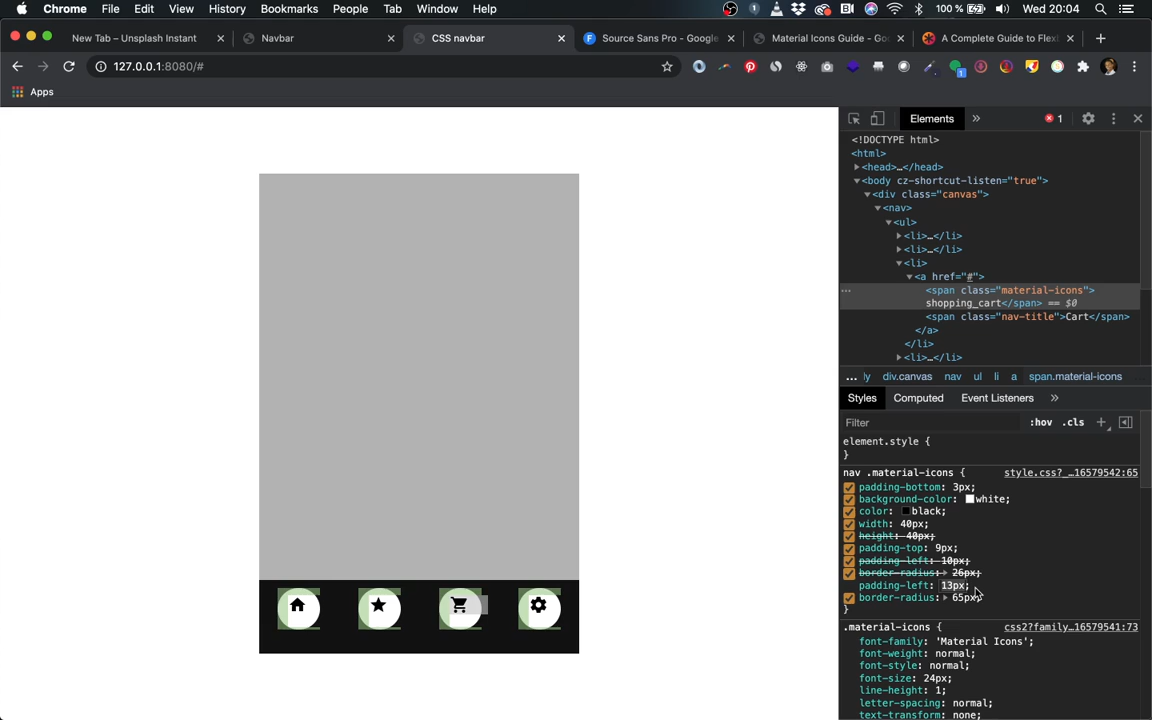 Chrome File Edit View History Bookmarks People Tab Window Help 100 % Wed 20:04
New Tab – Unsplash Instant Navbar CSS navbar Source Sans Pro - Google Material Icons Guide - Goo A Complete Guide to Flexb
127.0.0.1:8080/#
Apps
Elements » 1
<!DOCTYPE html>
<html>
<head>…</head>
<body cz-shortcut-listen="true">
<div class="canvas">
<nav>
<ul>
<li>…</li>
<li>…</li>
<li>
<a href="#">
… <span class="material-icons">
shopping_cart</span> == $0
<span class="nav-title">Cart</span>
</a>
</li>
<li>…</li>
… ly div.canvas nav ul li a span.material-icons
Styles Computed Event Listeners »
Filter :hov .cls +
element.style {
}
nav .material-icons { style.css?_…16579542:65
padding-bottom: 3px;
background-color: white;
color: black;
width: 40px;
height: 40px;
padding-top: 9px;
padding-left: 10px;
border-radius: 26px;
padding-left: 13px;
border-radius: 65px;
}
.material-icons { css2?family…16579541:73
font-family: 'Material Icons';
font-weight: normal;
font-style: normal;
font-size: 24px;
line-height: 1;
letter-spacing: normal;
text-transform: none;